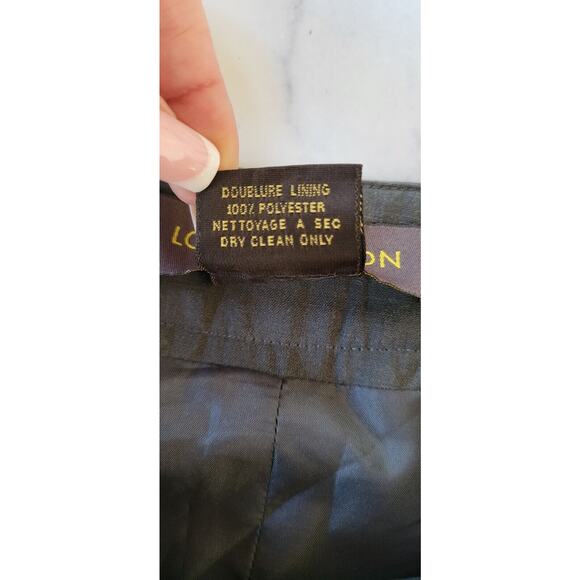 DOUBLURE LINING
100% POLYESTER
NETTOYAGE A SEC
DRY CLEAN ONLY